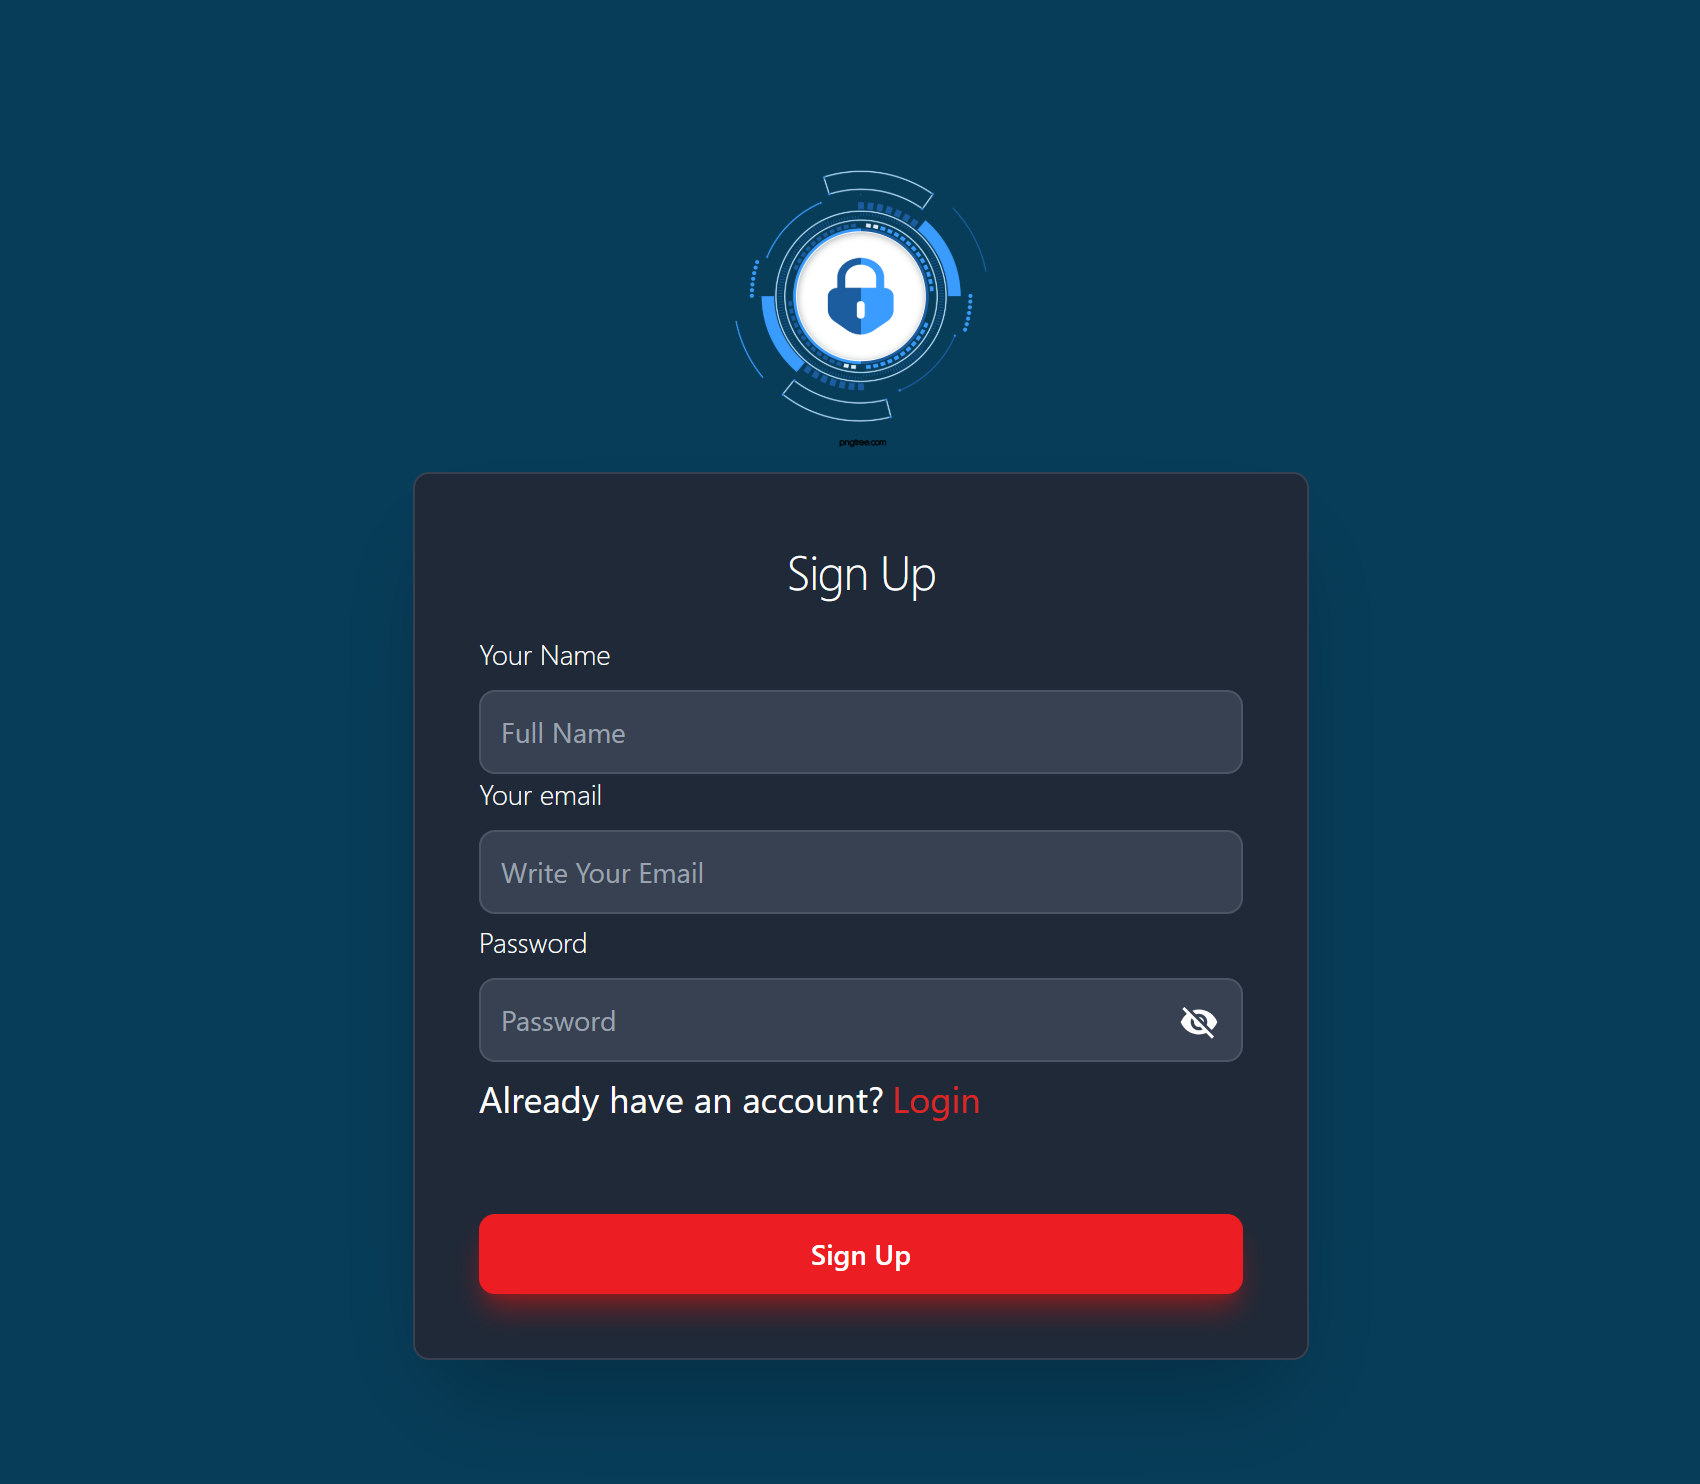 pngtree.com
Sign Up
Your Name
Full Name
Your email
Write Your Email
Password
Password
Already have an account? Login
Sign Up